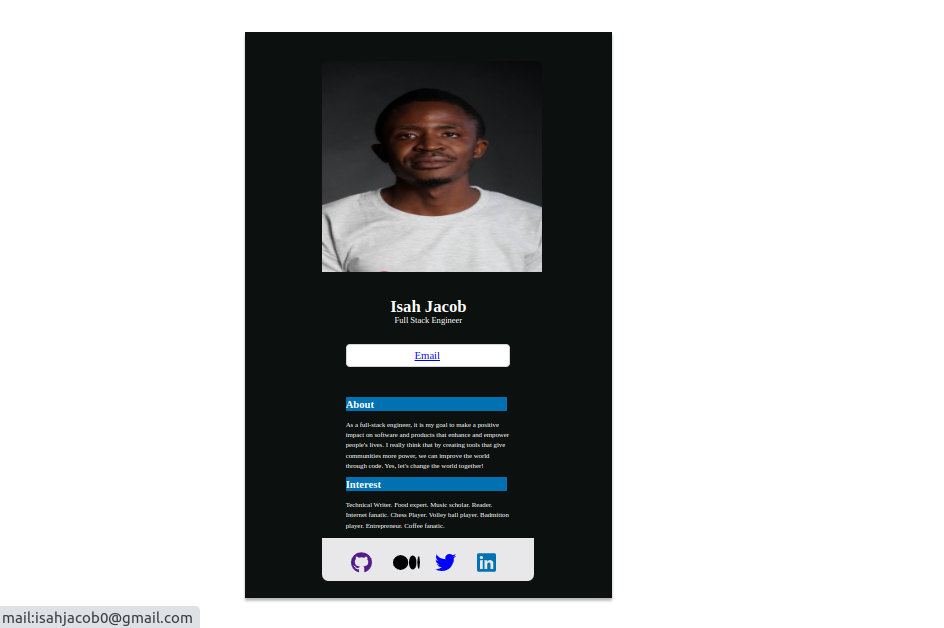 Isah Jacob
Full Stack Engineer
Email
About
As a full-stack engineer, it is my goal to make a positive
impact on software and products that enhance and empower
people's lives. I really think that by creating tools that give
communities more power, we can improve the world
through code. Yes, let's change the world together!
Interest
Technical Writer. Food expert. Music scholar. Reader.
Internet fanatic. Chess Player. Volley ball player. Badmitton
player. Entrepreneur. Coffee fanatic.
in
mail:isahjacob0@gmail.com